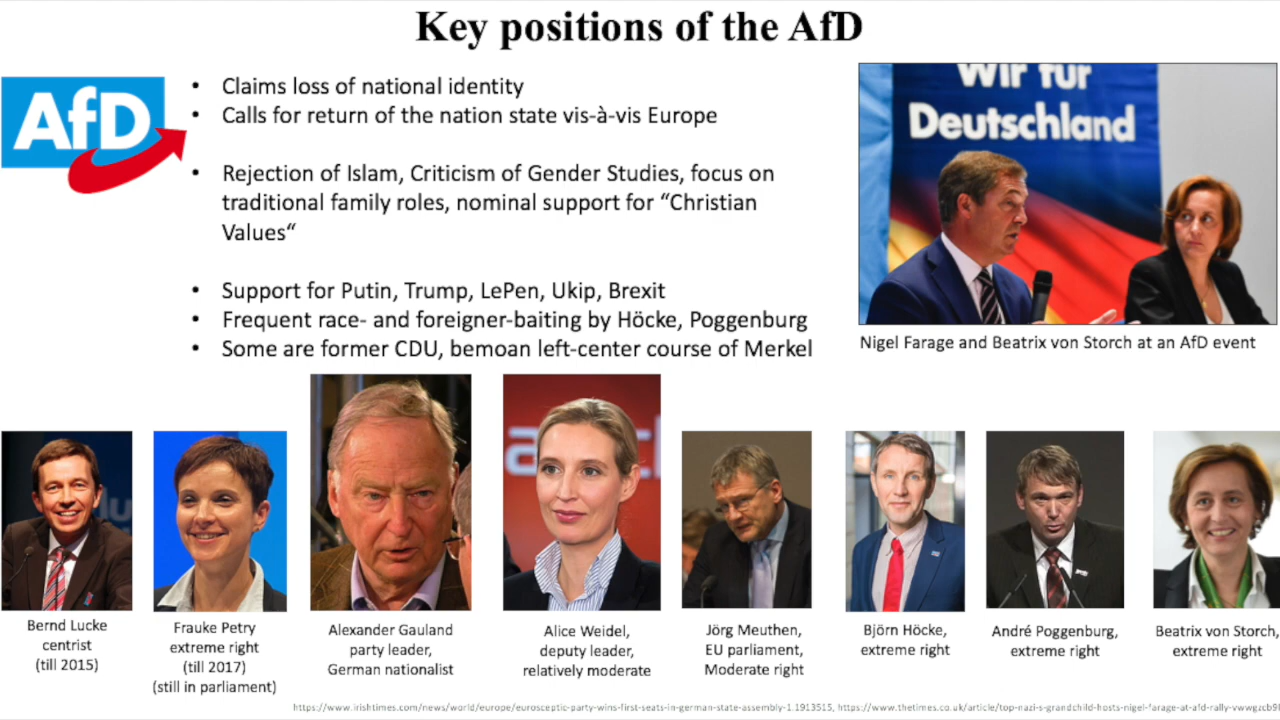 Key positions of the AfD
AfD
• Claims loss of national identity
• Calls for return of the nation state vis-à-vis Europe
• Rejection of Islam, Criticism of Gender Studies, focus on
traditional family roles, nominal support for “Christian
Values“
• Support for Putin, Trump, LePen, Ukip, Brexit
• Frequent race- and foreigner-baiting by Höcke, Poggenburg
• Some are former CDU, bemoan left-center course of Merkel
Wir für
Deutschland
Nigel Farage and Beatrix von Storch at an AfD event
Bernd Lucke
centrist
(till 2015)
Frauke Petry
extreme right
(till 2017)
(still in parliament)
Alexander Gauland
party leader,
German nationalist
Alice Weidel,
deputy leader,
relatively moderate
Jörg Meuthen,
EU parliament,
Moderate right
Björn Höcke,
extreme right
André Poggenburg,
extreme right
Beatrix von Storch,
extreme right
https://www.irishtimes.com/news/world/europe/eurosceptic-party-wins-first-seats-in-german-state-assembly-1.1913515, https://www.thetimes.co.uk/article/top-nazi-s-grandchild-hosts-nigel-farage-at-afd-rally-vwwgzcb9l